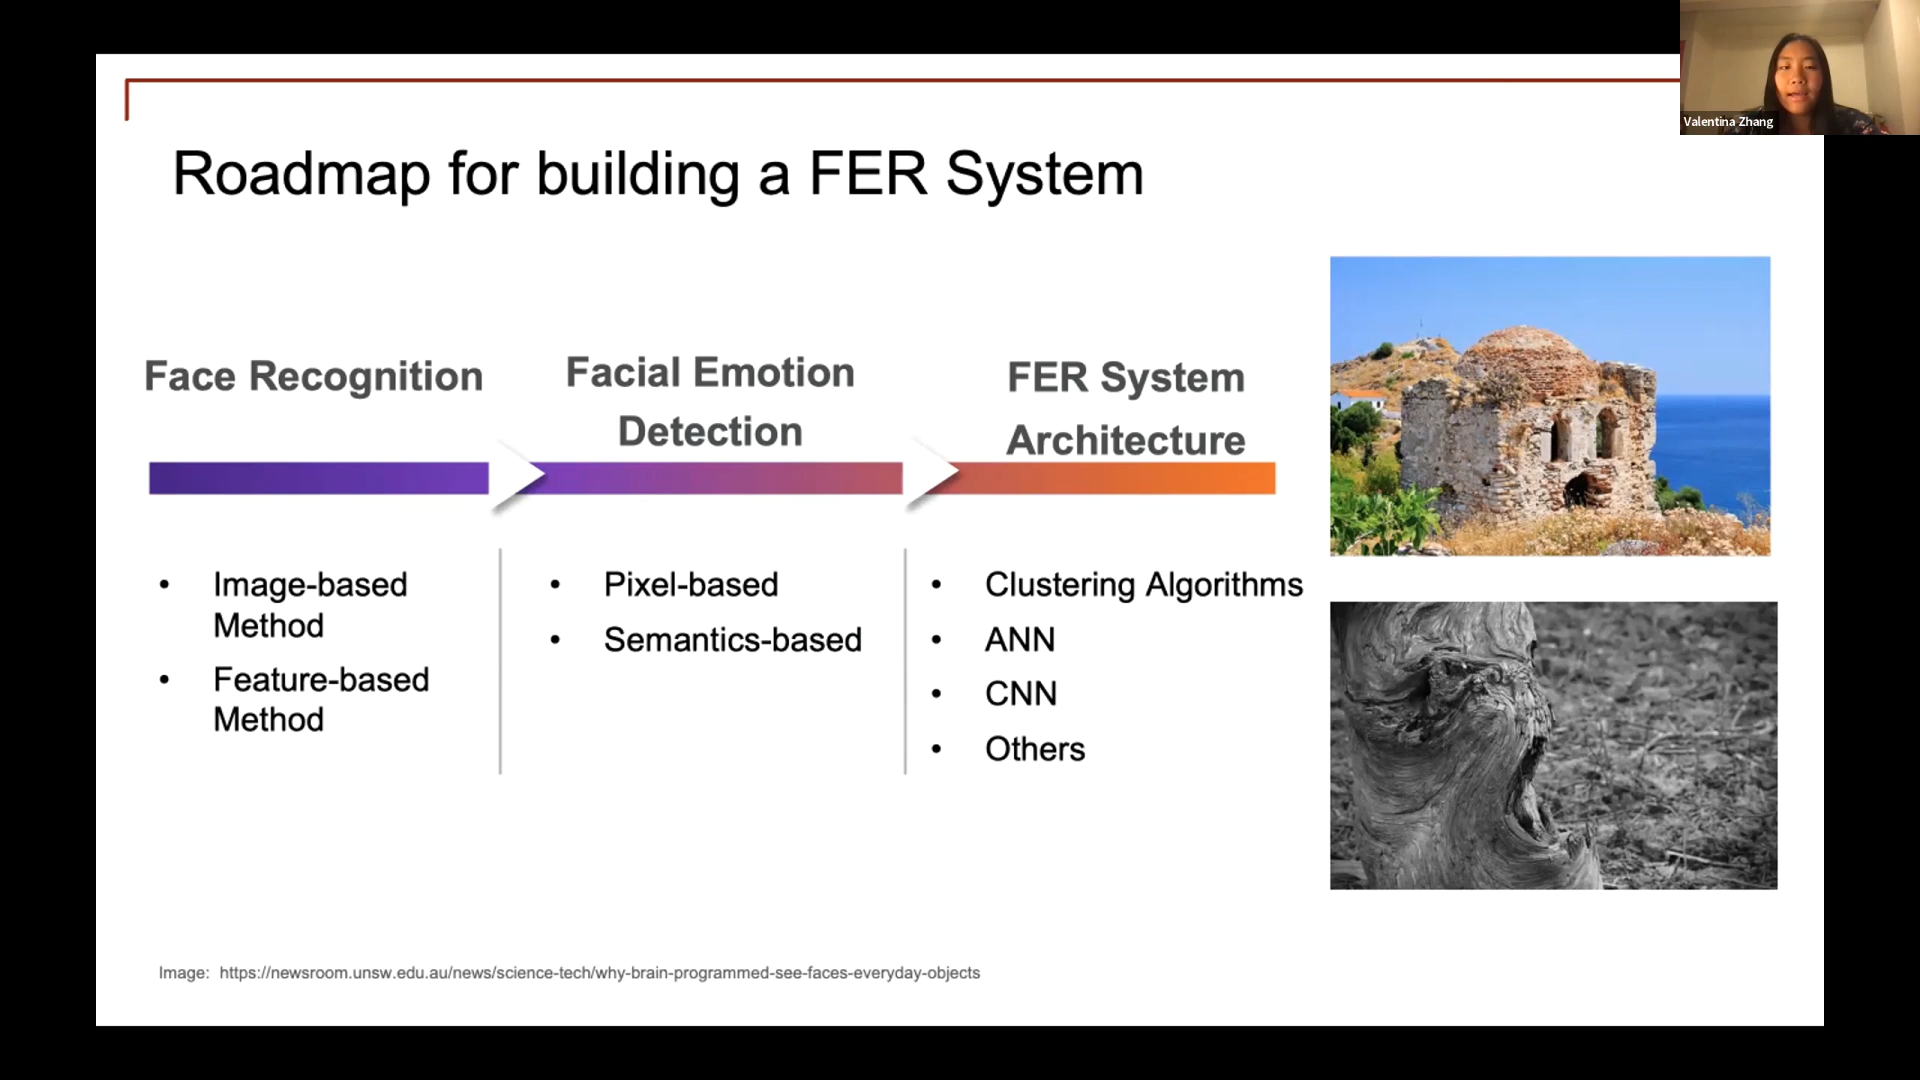 Valentina Zhang
Roadmap for building a FER System
Face Recognition
• Image-based
Method
• Feature-based
Method
Facial Emotion
Detection
• Pixel-based
• Semantics-based
FER System
Architecture
• Clustering Algorithms
• ANN
• CNN
• Others
Image: https://newsroom.unsw.edu.au/news/science-tech/why-brain-programmed-see-faces-everyday-objects